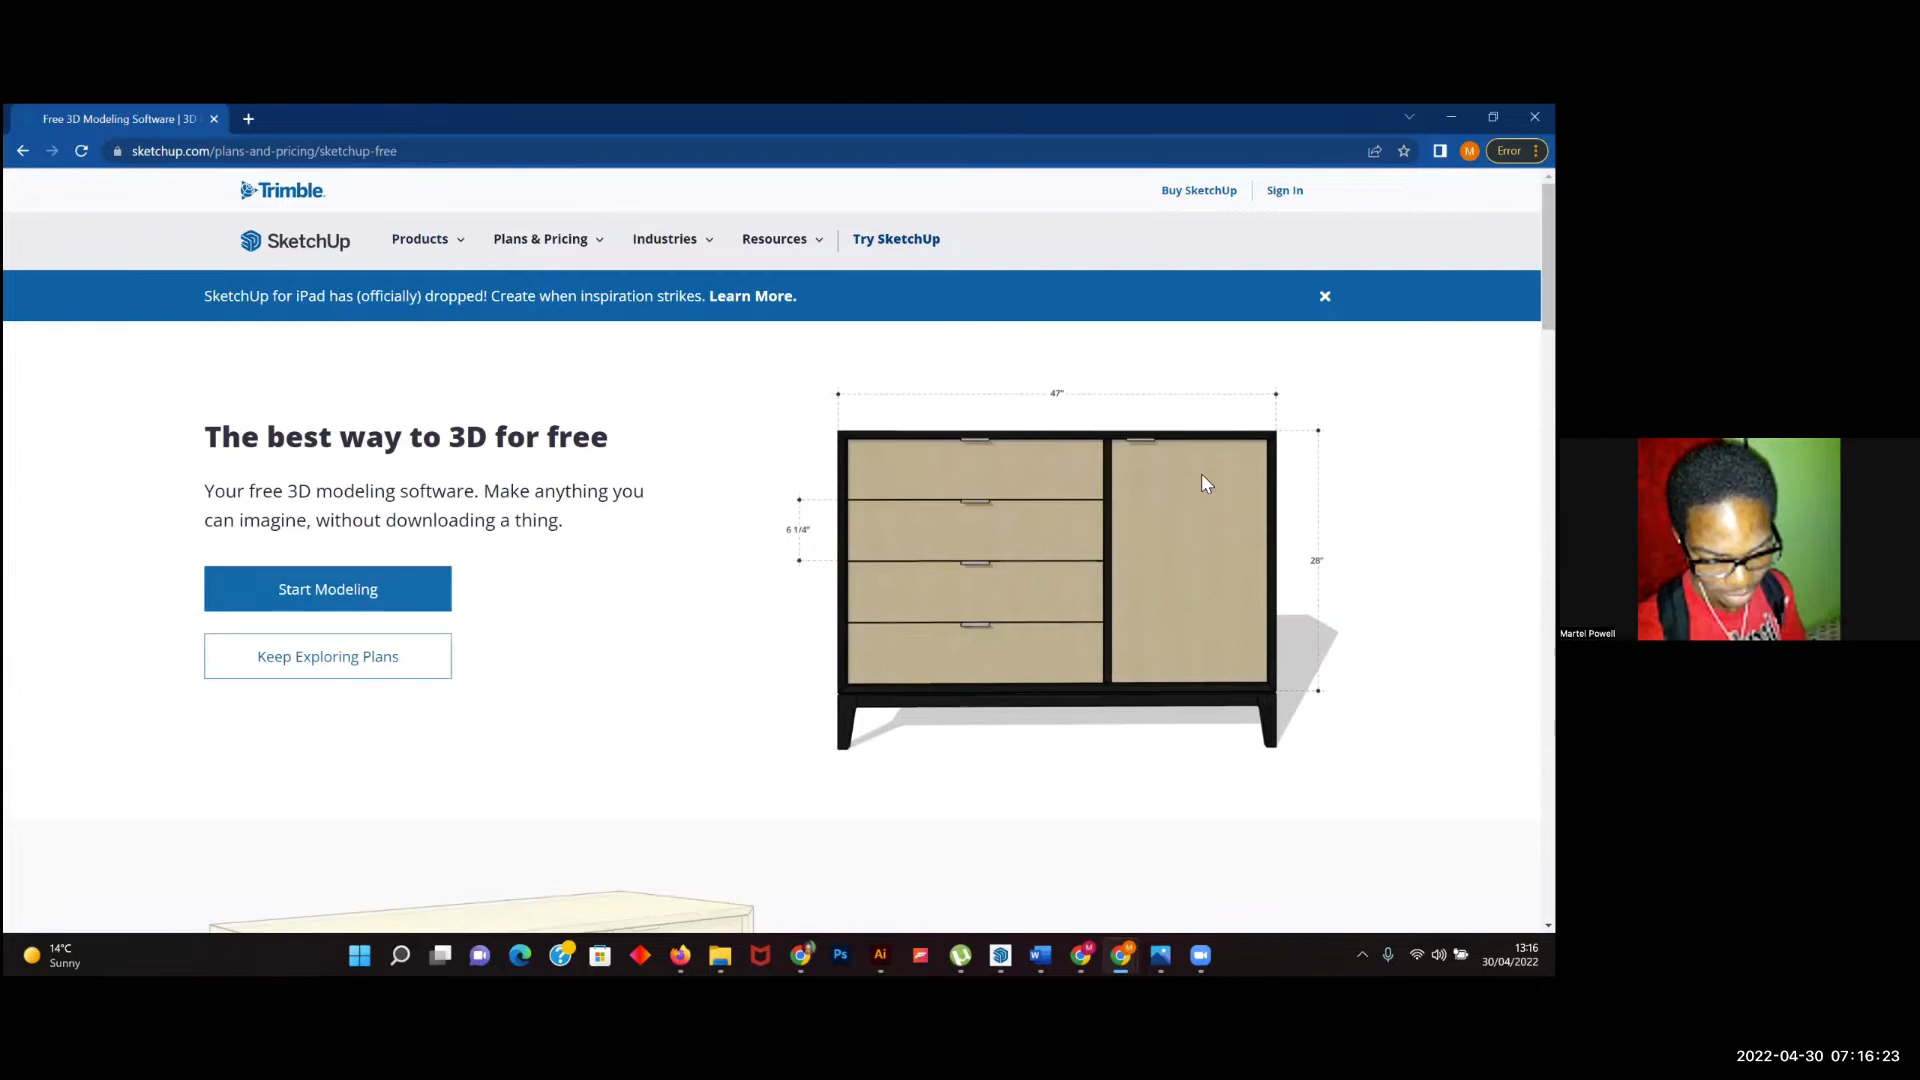 Free 3D Modeling Software | 3D
sketchup.com/plans-and-pricing/sketchup-free
M
Error
Trimble
Buy SketchUp
Sign In
SketchUp
Products
Plans & Pricing
Industries
Resources
Try SketchUp
SketchUp for iPad has (officially) dropped! Create when inspiration strikes. Learn More.
The best way to 3D for free
Your free 3D modeling software. Make anything you
can imagine, without downloading a thing.
Start Modeling
Keep Exploring Plans
47"
6 1/4"
28"
Martel Powell
14°C
Sunny
Ps
Ai
13:16
30/04/2022
2022-04-30 07:16:23